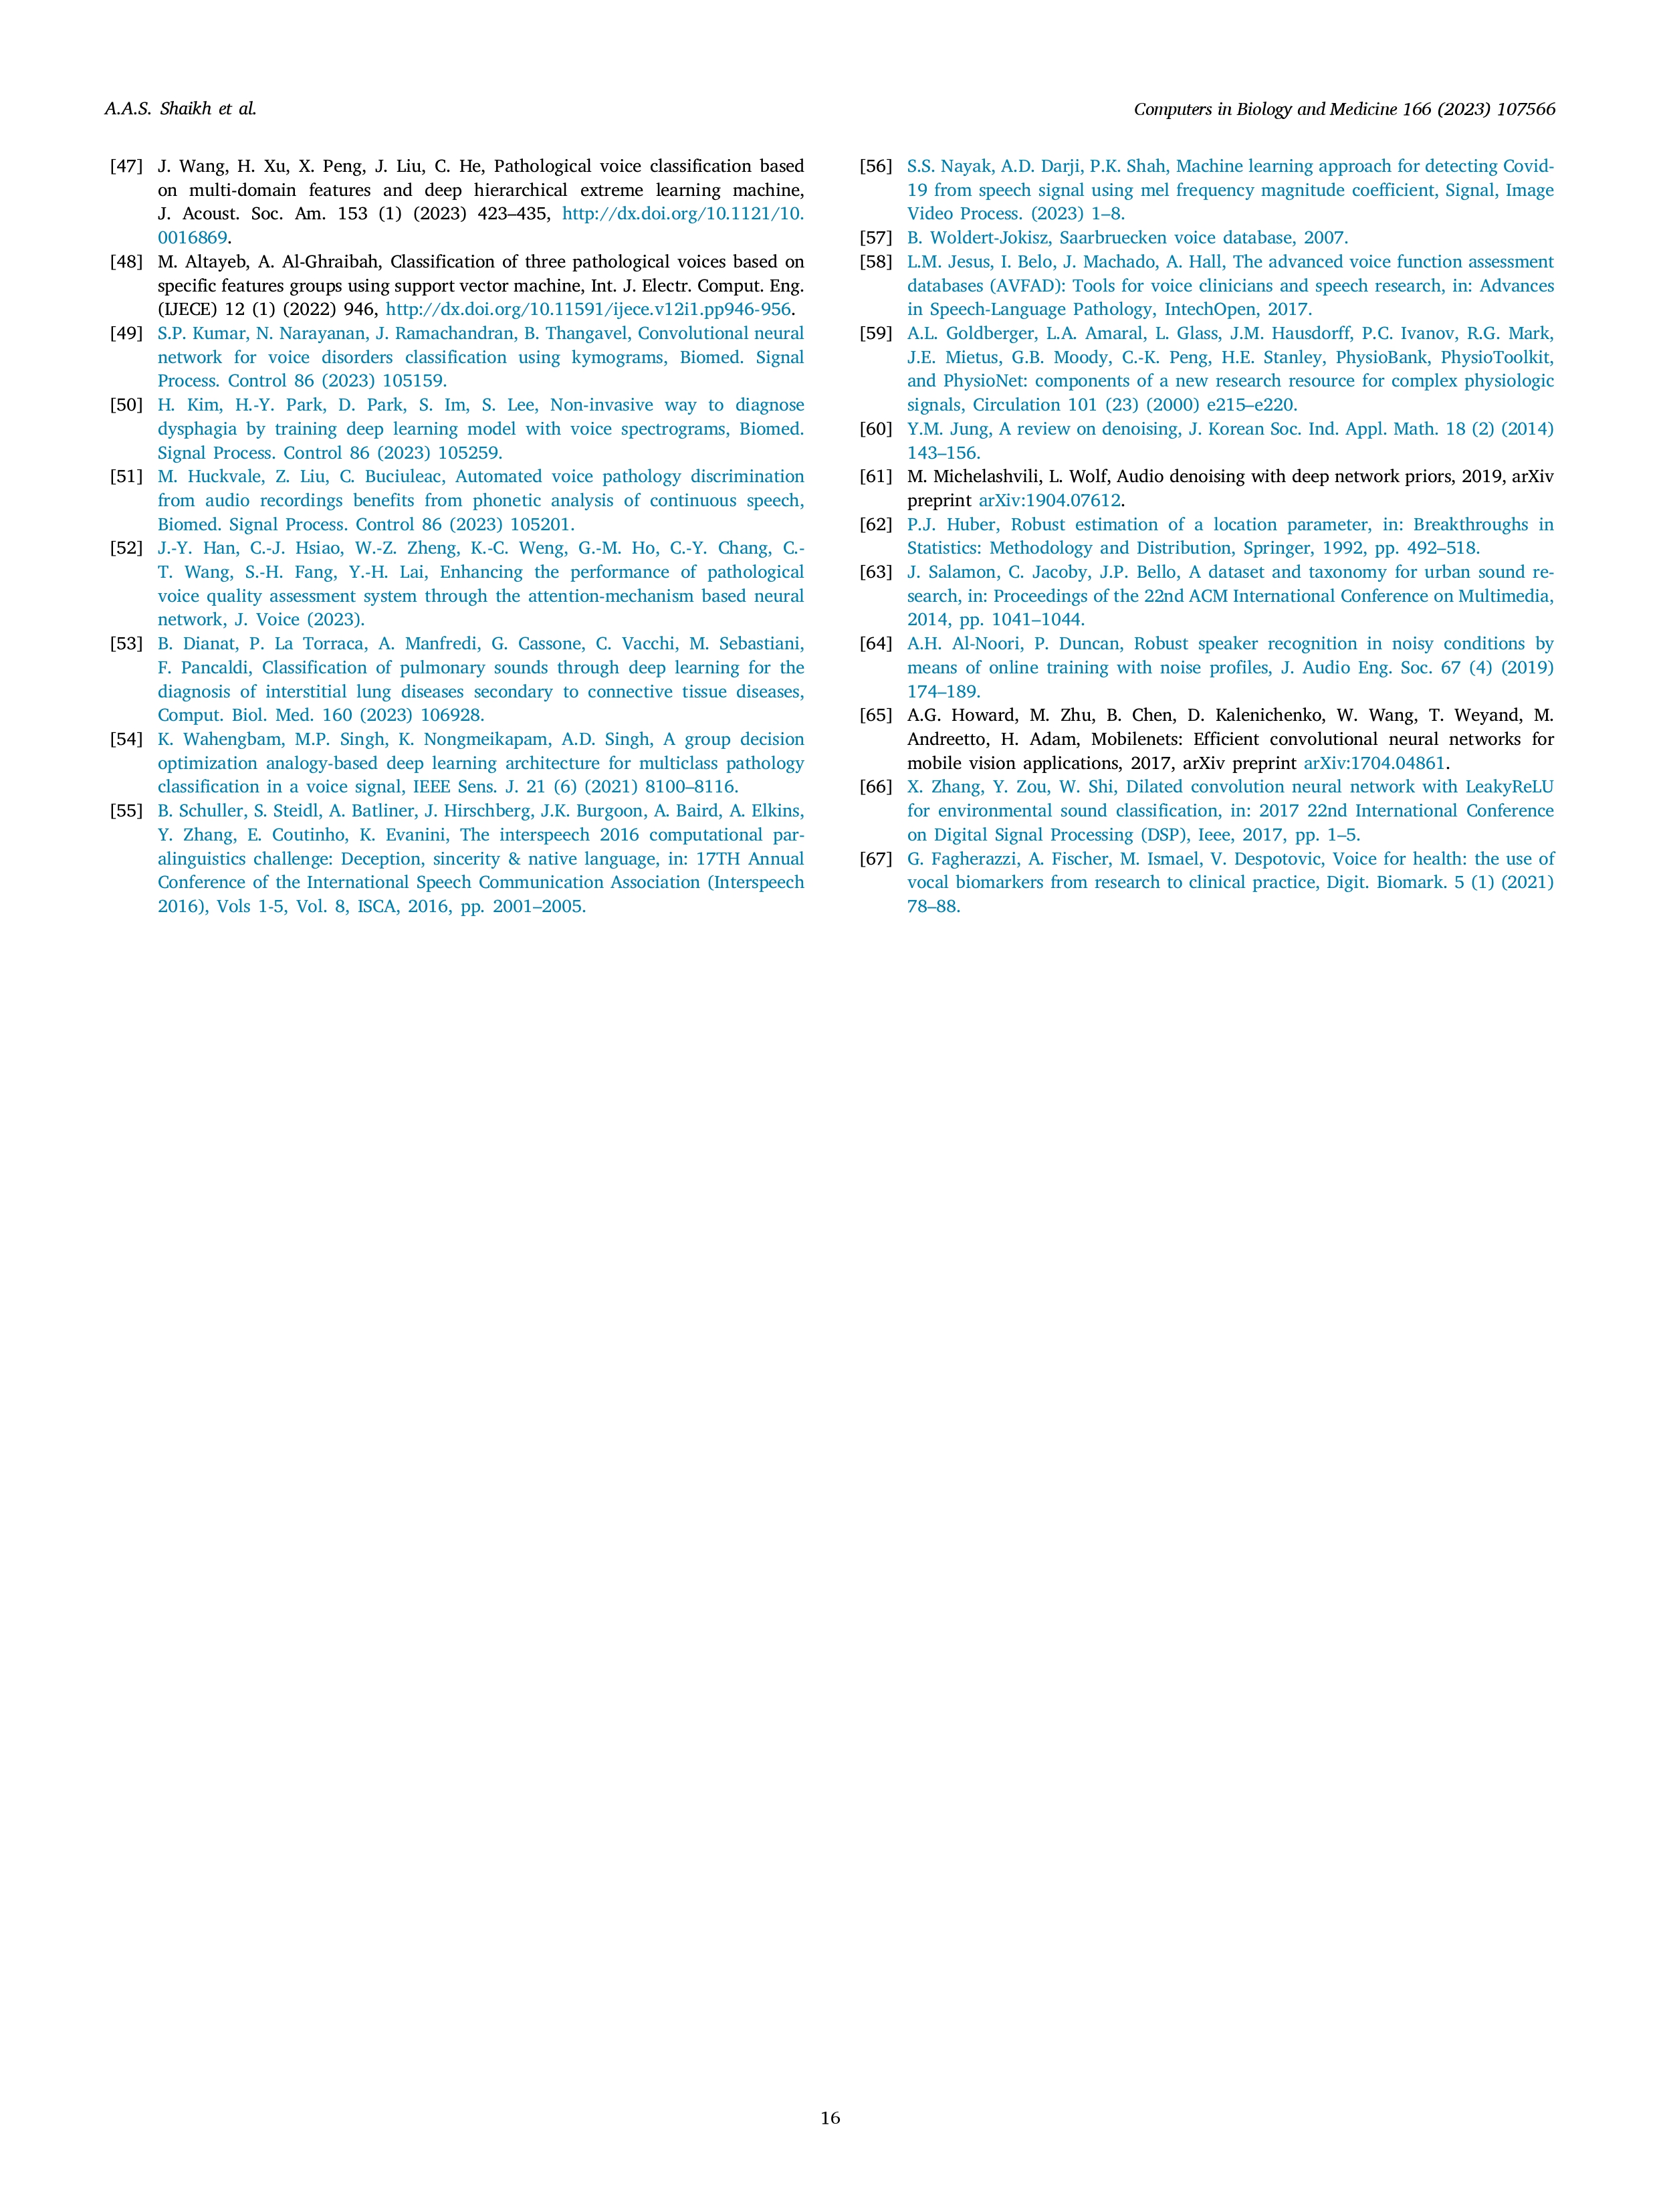 A.A.S. Shaikh et al.
Computers in Biology and Medicine 166 (2023) 107566
[47] J. Wang, H. Xu, X. Peng, J. Liu, C. He, Pathological voice classification based
on multi-domain features and deep hierarchical extreme learning machine,
J. Acoust. Soc. Am. 153 (1) (2023) 423–435, http://dx.doi.org/10.1121/10.
0016869.
[48] M. Altayeb, A. Al-Ghraibah, Classification of three pathological voices based on
specific features groups using support vector machine, Int. J. Electr. Comput. Eng.
(IJECE) 12 (1) (2022) 946, http://dx.doi.org/10.11591/ijece.v12i1.pp946-956.
[49] S.P. Kumar, N. Narayanan, J. Ramachandran, B. Thangavel, Convolutional neural
network for voice disorders classification using kymograms, Biomed. Signal
Process. Control 86 (2023) 105159.
[50] H. Kim, H.-Y. Park, D. Park, S. Im, S. Lee, Non-invasive way to diagnose
dysphagia by training deep learning model with voice spectrograms, Biomed.
Signal Process. Control 86 (2023) 105259.
[51] M. Huckvale, Z. Liu, C. Buciuleac, Automated voice pathology discrimination
from audio recordings benefits from phonetic analysis of continuous speech,
Biomed. Signal Process. Control 86 (2023) 105201.
[52] J.-Y. Han, C.-J. Hsiao, W.-Z. Zheng, K.-C. Weng, G.-M. Ho, C.-Y. Chang, C.-
T. Wang, S.-H. Fang, Y.-H. Lai, Enhancing the performance of pathological
voice quality assessment system through the attention-mechanism based neural
network, J. Voice (2023).
[53] B. Dianat, P. La Torraca, A. Manfredi, G. Cassone, C. Vacchi, M. Sebastiani,
F. Pancaldi, Classification of pulmonary sounds through deep learning for the
diagnosis of interstitial lung diseases secondary to connective tissue diseases,
Comput. Biol. Med. 160 (2023) 106928.
[54] K. Wahengbam, M.P. Singh, K. Nongmeikapam, A.D. Singh, A group decision
optimization analogy-based deep learning architecture for multiclass pathology
classification in a voice signal, IEEE Sens. J. 21 (6) (2021) 8100–8116.
[55] B. Schuller, S. Steidl, A. Batliner, J. Hirschberg, J.K. Burgoon, A. Baird, A. Elkins,
Y. Zhang, E. Coutinho, K. Evanini, The interspeech 2016 computational par-
alinguistics challenge: Deception, sincerity & native language, in: 17TH Annual
Conference of the International Speech Communication Association (Interspeech
2016), Vols 1-5, Vol. 8, ISCA, 2016, pp. 2001–2005.
[56] S.S. Nayak, A.D. Darji, P.K. Shah, Machine learning approach for detecting Covid-
19 from speech signal using mel frequency magnitude coefficient, Signal, Image
Video Process. (2023) 1–8.
[57] B. Woldert-Jokisz, Saarbruecken voice database, 2007.
[58] L.M. Jesus, I. Belo, J. Machado, A. Hall, The advanced voice function assessment
databases (AVFAD): Tools for voice clinicians and speech research, in: Advances
in Speech-Language Pathology, IntechOpen, 2017.
[59] A.L. Goldberger, L.A. Amaral, L. Glass, J.M. Hausdorff, P.C. Ivanov, R.G. Mark,
J.E. Mietus, G.B. Moody, C.-K. Peng, H.E. Stanley, PhysioBank, PhysioToolkit,
and PhysioNet: components of a new research resource for complex physiologic
signals, Circulation 101 (23) (2000) e215–e220.
[60] Y.M. Jung, A review on denoising, J. Korean Soc. Ind. Appl. Math. 18 (2) (2014)
143–156.
[61] M. Michelashvili, L. Wolf, Audio denoising with deep network priors, 2019, arXiv
preprint arXiv:1904.07612.
[62] P.J. Huber, Robust estimation of a location parameter, in: Breakthroughs in
Statistics: Methodology and Distribution, Springer, 1992, pp. 492–518.
[63] J. Salamon, C. Jacoby, J.P. Bello, A dataset and taxonomy for urban sound re-
search, in: Proceedings of the 22nd ACM International Conference on Multimedia,
2014, pp. 1041–1044.
[64] A.H. Al-Noori, P. Duncan, Robust speaker recognition in noisy conditions by
means of online training with noise profiles, J. Audio Eng. Soc. 67 (4) (2019)
174–189.
[65] A.G. Howard, M. Zhu, B. Chen, D. Kalenichenko, W. Wang, T. Weyand, M.
Andreetto, H. Adam, Mobilenets: Efficient convolutional neural networks for
mobile vision applications, 2017, arXiv preprint arXiv:1704.04861.
[66] X. Zhang, Y. Zou, W. Shi, Dilated convolution neural network with LeakyReLU
for environmental sound classification, in: 2017 22nd International Conference
on Digital Signal Processing (DSP), Ieee, 2017, pp. 1–5.
[67] G. Fagherazzi, A. Fischer, M. Ismael, V. Despotovic, Voice for health: the use of
vocal biomarkers from research to clinical practice, Digit. Biomark. 5 (1) (2021)
78–88.
16